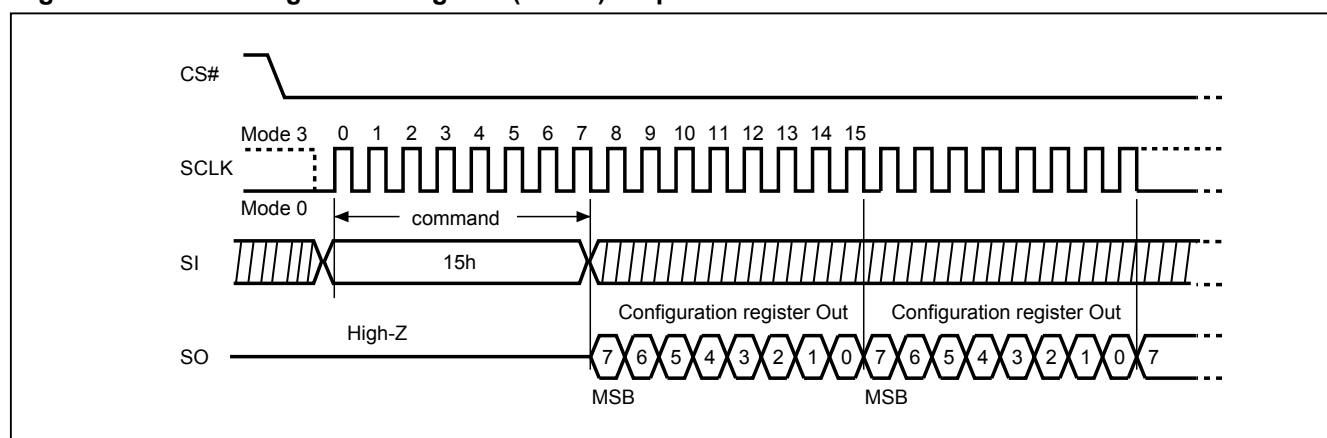 CS#
Mode 3 0 1 2 3 4 5 6 7 8 9 10 11 12 13 14 15
SCLK
Mode 0
command
SI 15h
Configuration register Out Configuration register Out
High-Z
SO 7 6 5 4 3 2 1 0 7 6 5 4 3 2 1 0 7
MSB MSB